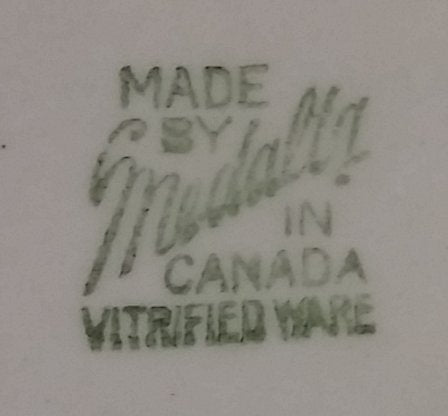 MADE
BY
Medalta
IN
CANADA
VITRIFIED WARE